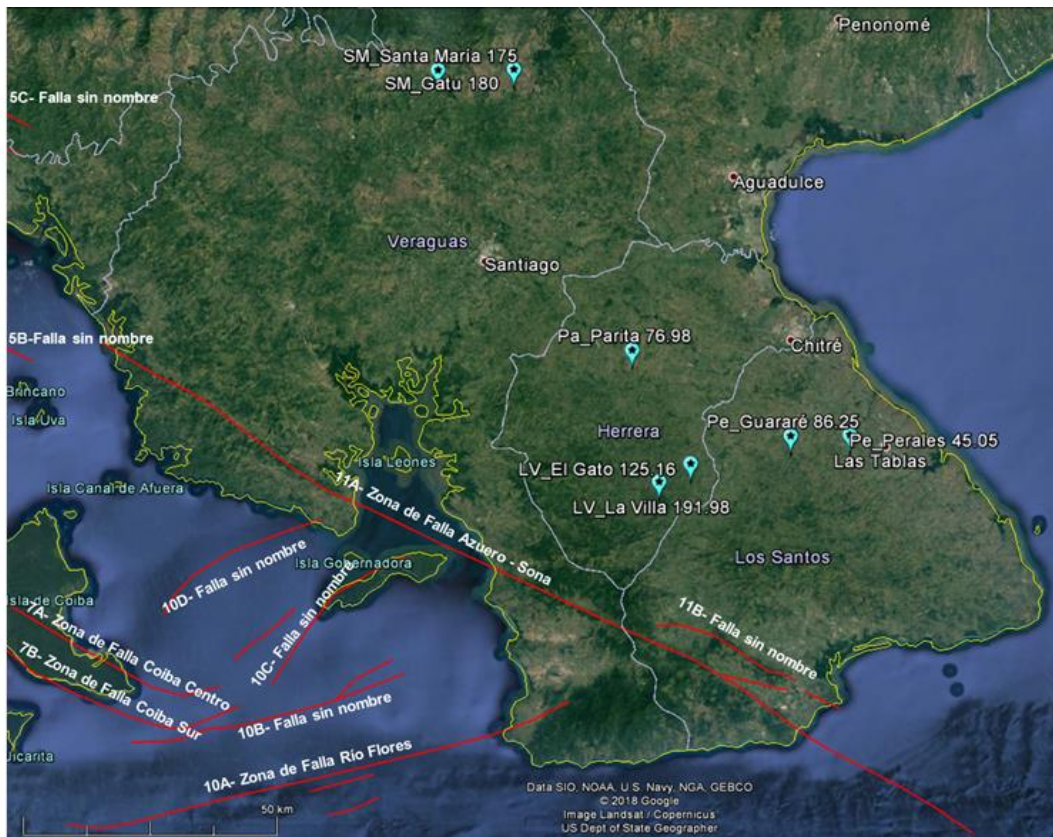 Penonomé
SM_Santa Maria 175
SM_Gatu 180
5C- Falla sin nombre
Aguadulce
Veraguas
Santiago
5B-Falla sin nombre
Pa_Parita 76.98
Chitré
Brincano
Isla Uva
Pe_Guararé 86.25
Herrera
Pe_Perales 45.05
Las Tablas
Isla Leones
LV_El Gato 125.16
Isla Canal de Afuera
11A- Zona de Falla Azuero - Sona
LV_La Villa 191.98
Los Santos
Isla Gobernadora
10D- Falla sin nombre
Isla de Coiba
10C- Falla sin nombre
11B- Falla sin nombre
7A- Zona de Falla Coiba Centro
7B- Zona de Falla Coiba Sur
10B- Falla sin nombre
Jicarita
10A- Zona de Falla Río Flores
50 km
Data SIO, NOAA, U.S. Navy, NGA, GEBCO
© 2018 Google
Image Landsat / Copernicus
US Dept of State Geographer